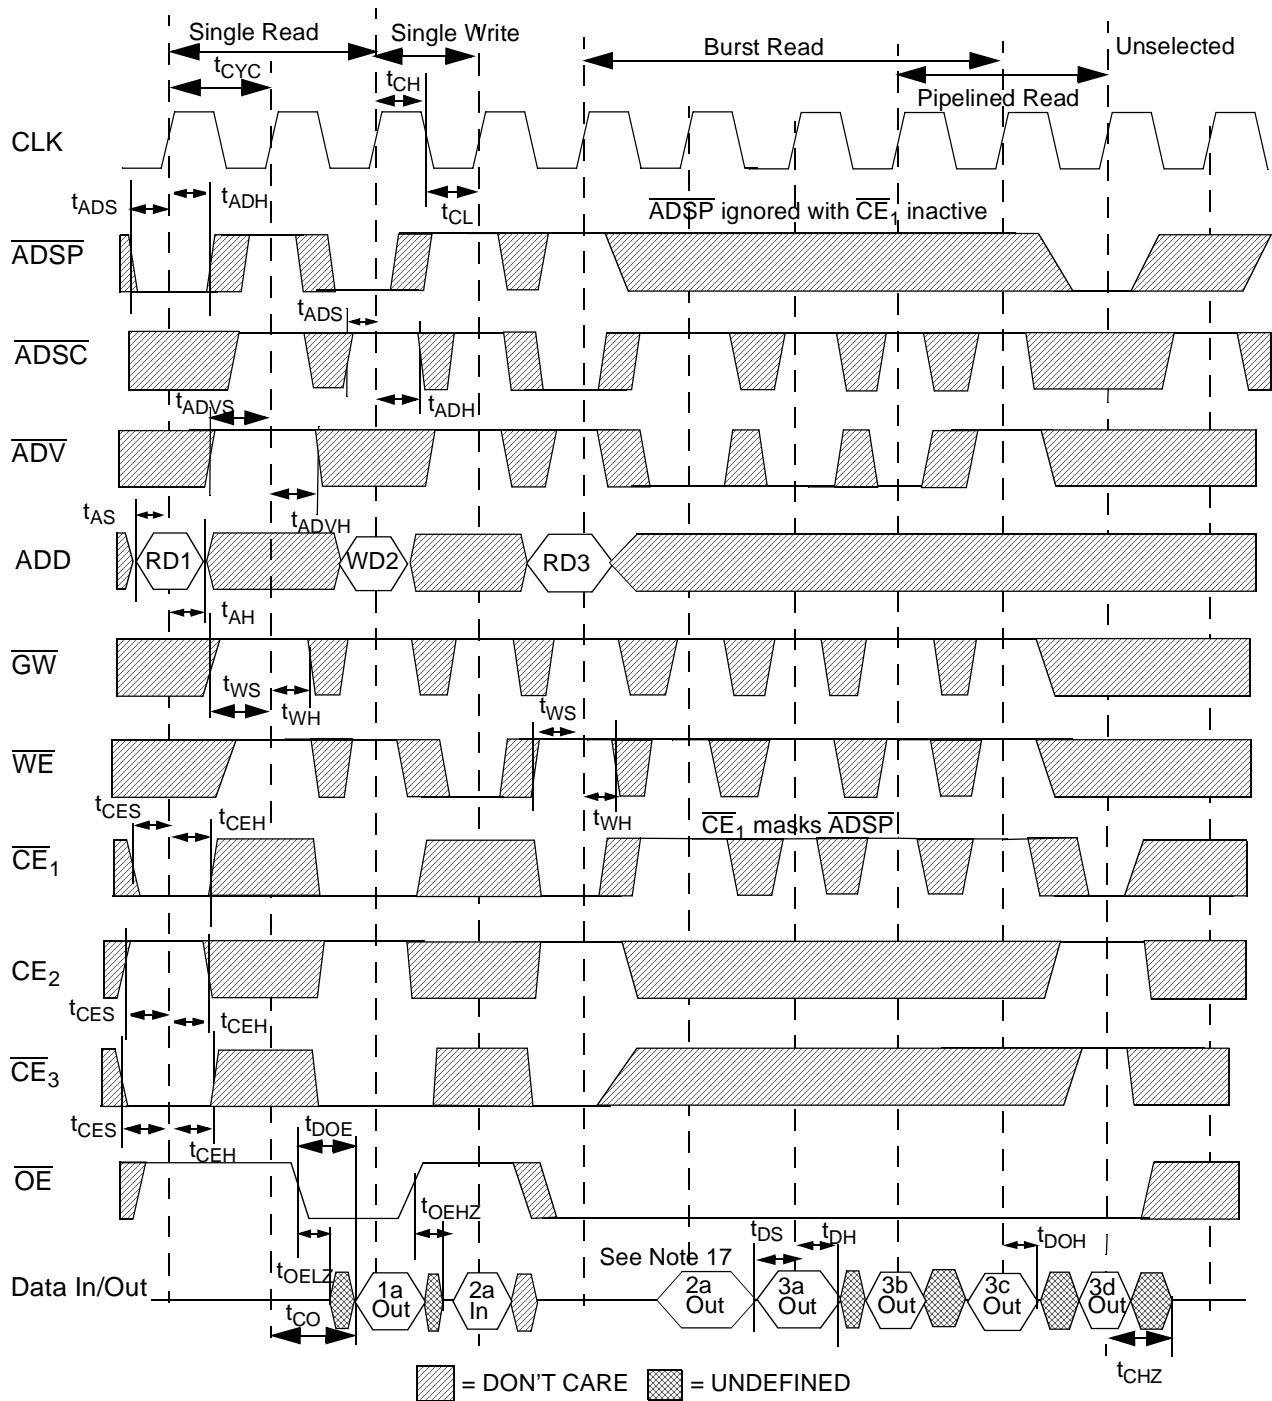 Single Read
Single Write
Burst Read
Unselected
tCYC
tCH
Pipelined Read
CLK
tADS
tADH
tCL
ADSP ignored with CE1 inactive
ADSP
tADS
ADSC
tADVS
tADH
ADV
tAS
tADVH
ADD
RD1
WD2
RD3
tAH
GW
tWS
tWH
tWS
WE
tCES
tCEH
tWH
CE1 masks ADSP
CE1
CE2
tCES
tCEH
CE3
tCES
tCEH
tDOE
OE
tOEHZ
tDS
tDH
tDOH
See Note 17
tOELZ
Data In/Out
1a Out
2a In
2a Out
3a Out
3b Out
3c Out
3d Out
tCO
tCHZ
= DON'T CARE
= UNDEFINED